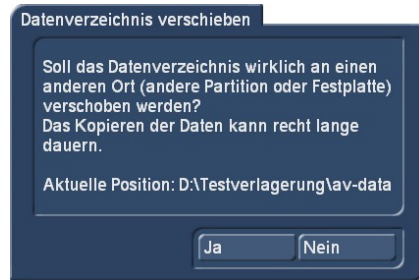 Datenverzeichnis verschieben
Soll das Datenverzeichnis wirklich an einen
anderen Ort (andere Partition oder Festplatte)
verschoben werden?
Das Kopieren der Daten kann recht lange
dauern.
Aktuelle Position: D:\Testverlagerung\av-data
Ja
Nein